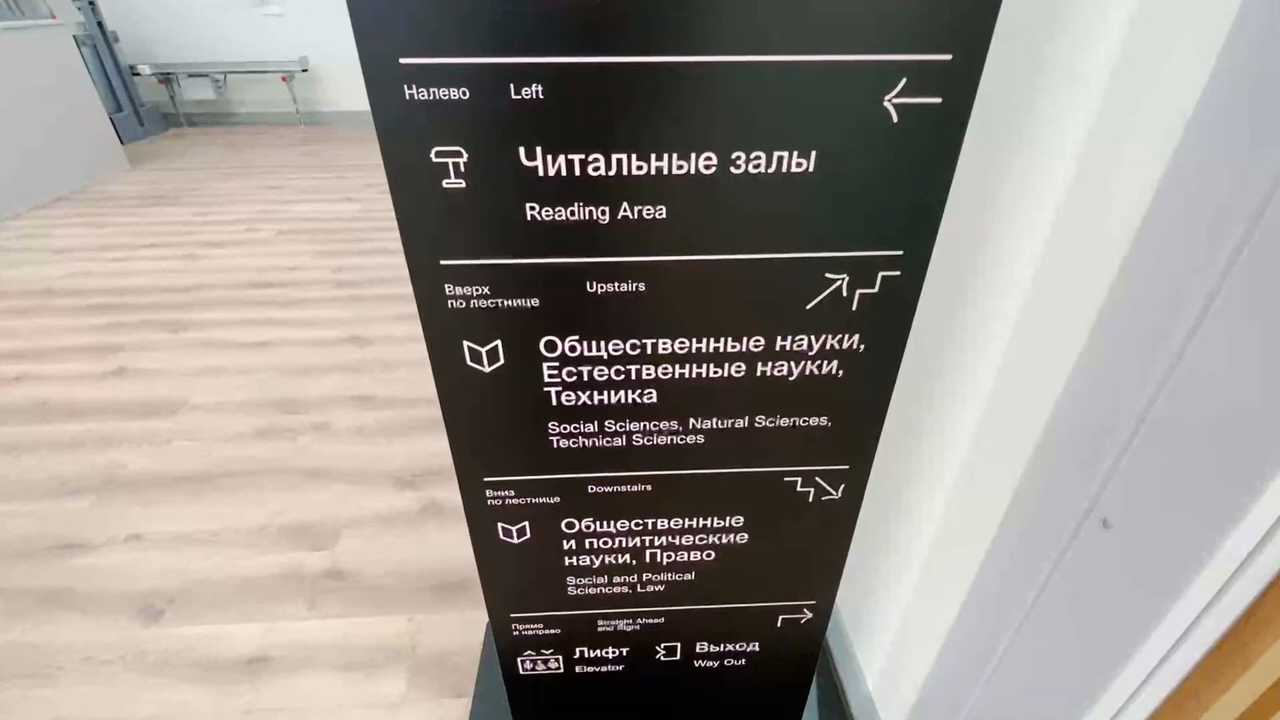 Налево Left
Читальные залы
Reading Area
Вверх
по лестнице
Upstairs
Общественные науки,
Естественные науки,
Техника
Social Sciences, Natural Sciences,
Technical Sciences
Вниз
по лестнице
Downstairs
Общественные
и политические
науки, Право
Social and Political
Sciences, Law
Прямо
и направо
Straight Ahead
and Right
Лифт
Elevator
Выход
Way Out